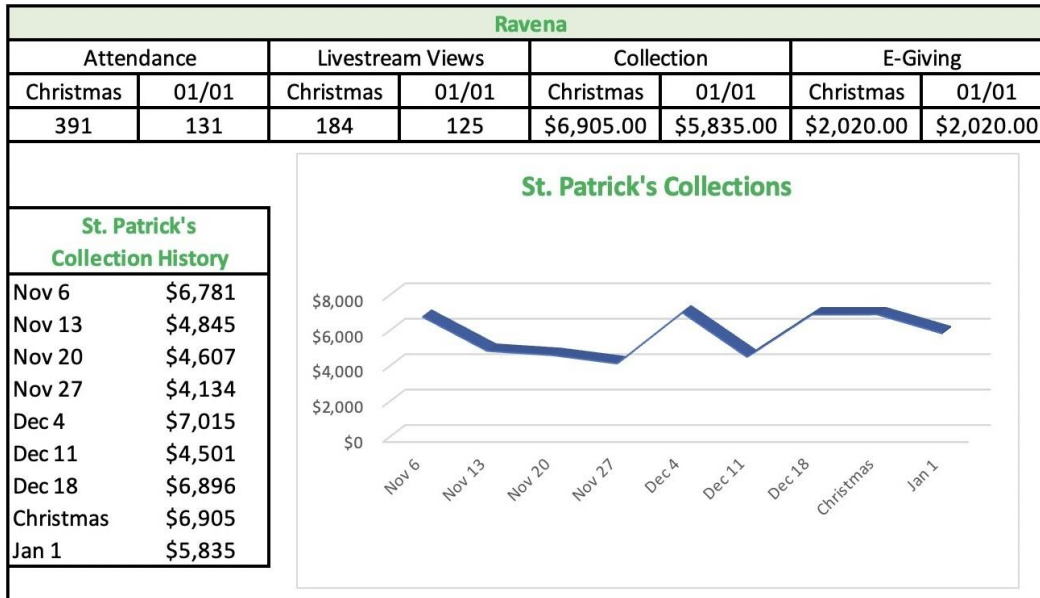 Ravena
Attendance Livestream Views Collection E-Giving
Christmas 01/01 Christmas 01/01 Christmas 01/01 Christmas 01/01
391 131 184 125 $6,905.00 $5,835.00 $2,020.00 $2,020.00
St. Patrick's
Collection History
Nov 6 $6,781
Nov 13 $4,845
Nov 20 $4,607
Nov 27 $4,134
Dec 4 $7,015
Dec 11 $4,501
Dec 18 $6,896
Christmas $6,905
Jan 1 $5,835
St. Patrick's Collections
$8,000
$6,000
$4,000
$2,000
$0
Nov 6 Nov 13 Nov 20 Nov 27 Dec 4 Dec 11 Dec 18 Christmas Jan 1